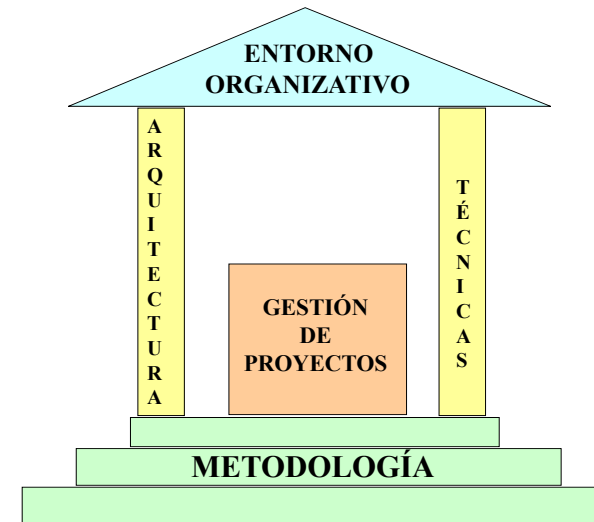 ENTORNO
ORGANIZATIVO
ARQUITECTURA
TÉCNICAS
GESTIÓN
DE
PROYECTOS
METODOLOGÍA